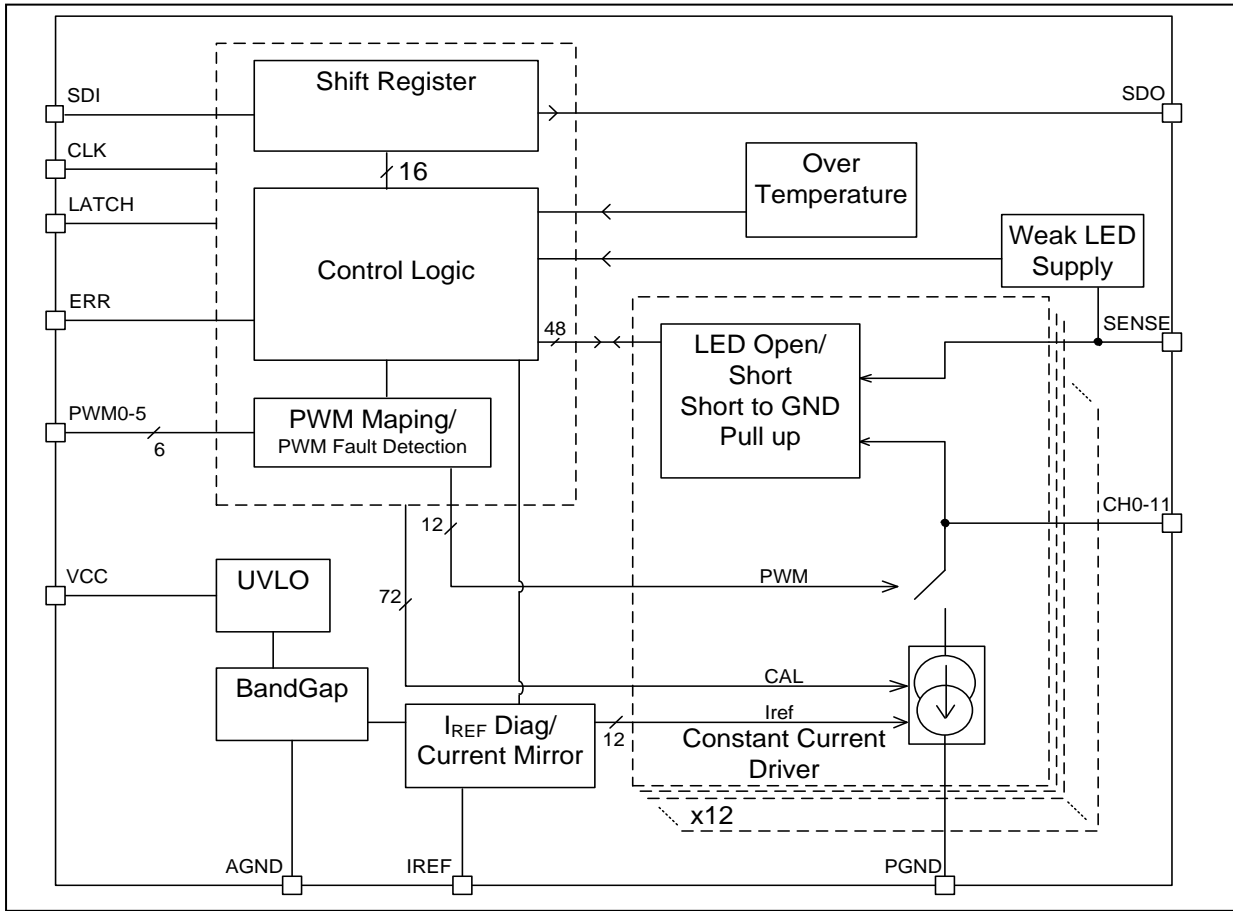 SDI
Shift Register
SDO
CLK
16
Over
Temperature
LATCH
Control Logic
Weak LED
Supply
ERR
48
LED Open/
Short
Short to GND
Pull up
SENSE
PWM0-5
6
PWM Maping/
PWM Fault Detection
12
CH0-11
VCC
UVLO
72
PWM
BandGap
CAL
IREF Diag/
Current Mirror
12
Iref
Constant Current
Driver
x12
AGND
IREF
PGND